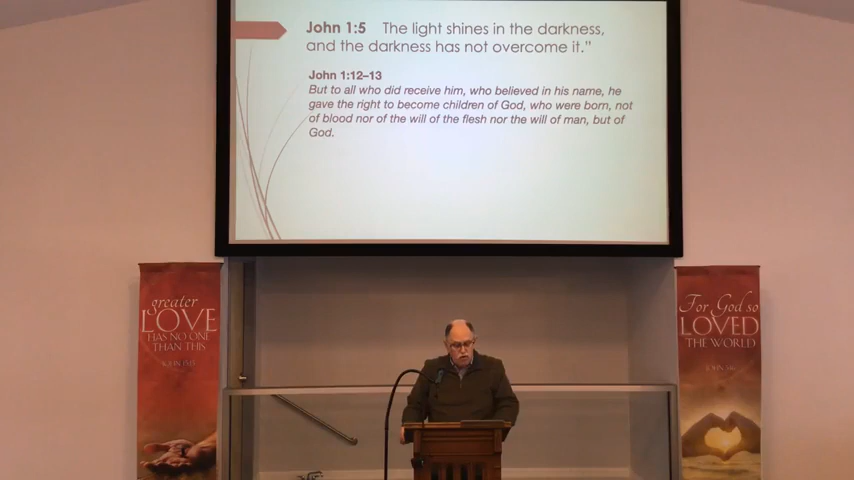 John 1:5 The light shines in the darkness,
and the darkness has not overcome it.”
John 1:12–13
But to all who did receive him, who believed in his name, he
gave the right to become children of God, who were born, not
of blood nor of the will of the flesh nor the will of man, but of
God.
greater
LOVE
HAS NO ONE
THAN THIS
For God so
LOVED
THE WORLD